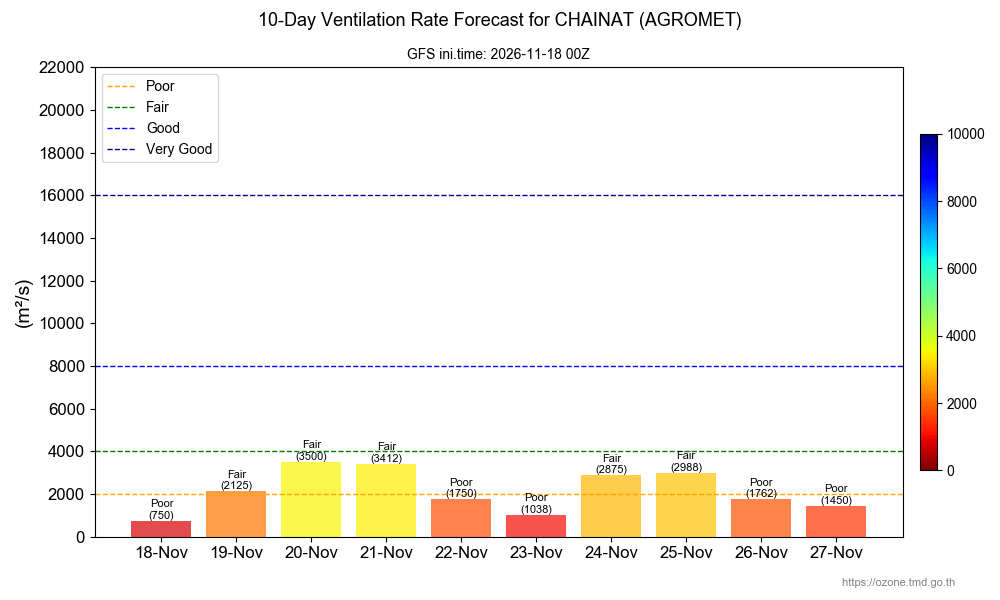 10-Day Ventilation Rate Forecast for CHAINAT (AGROMET)
GFS ini.time: 2026-11-18 00Z
(m²/s)
22000
20000
18000
16000
14000
12000
10000
8000
6000
4000
2000
0
Poor
Fair
Good
Very Good
Poor
(750)
Fair
(2125)
Fair
(3500)
Fair
(3412)
Poor
(1750)
Poor
(1038)
Fair
(2875)
Fair
(2988)
Poor
(1762)
Poor
(1450)
18-Nov 19-Nov 20-Nov 21-Nov 22-Nov 23-Nov 24-Nov 25-Nov 26-Nov 27-Nov
10000
8000
6000
4000
2000
0
https://ozone.tmd.go.th